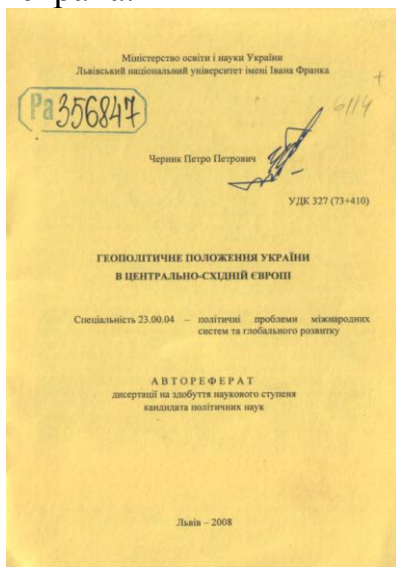 Міністерство освіти і науки України
Львівський національний університет імені Івана Франка
Ра 356847
6114
Черник Петро Петрович
УДК 327 (73+410)
ГЕОПОЛІТИЧНЕ ПОЛОЖЕННЯ УКРАЇНИ
В ЦЕНТРАЛЬНО-СХІДНІЙ ЄВРОПІ
Спеціальність 23.00.04 – політичні проблеми міжнародних
систем та глобального розвитку
АВТОРЕФЕРАТ
дисертації на здобуття наукового ступеня
кандидата політичних наук
Львів – 2008